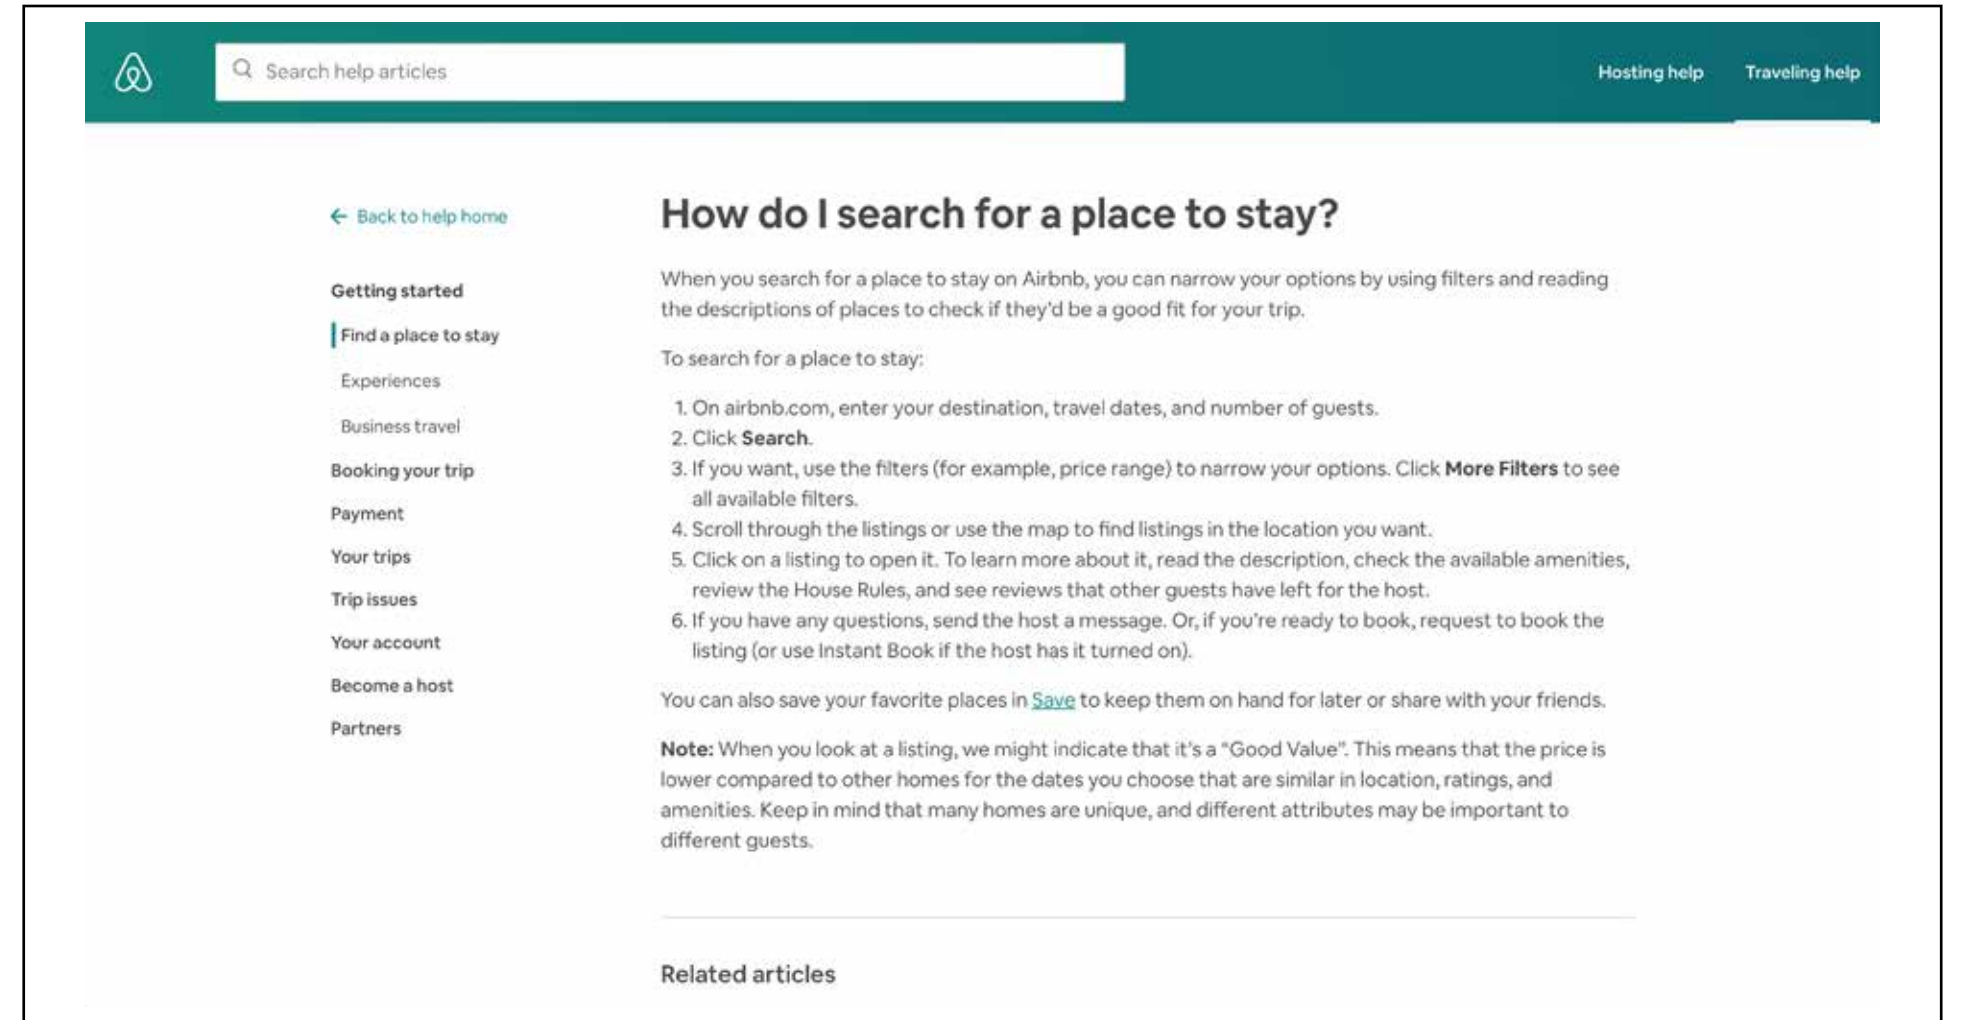 Search help articles
Hosting help
Traveling help
← Back to help home
Getting started
Find a place to stay
Experiences
Business travel
Booking your trip
Payment
Your trips
Trip issues
Your account
Become a host
Partners
How do I search for a place to stay?
When you search for a place to stay on Airbnb, you can narrow your options by using filters and reading
the descriptions of places to check if they'd be a good fit for your trip.
To search for a place to stay:
1. On airbnb.com, enter your destination, travel dates, and number of guests.
2. Click Search.
3. If you want, use the filters (for example, price range) to narrow your options. Click More Filters to see
all available filters.
4. Scroll through the listings or use the map to find listings in the location you want.
5. Click on a listing to open it. To learn more about it, read the description, check the available amenities,
review the House Rules, and see reviews that other guests have left for the host.
6. If you have any questions, send the host a message. Or, if you're ready to book, request to book the
listing (or use Instant Book if the host has it turned on).
You can also save your favorite places in Save to keep them on hand for later or share with your friends.
Note: When you look at a listing, we might indicate that it's a “Good Value”. This means that the price is
lower compared to other homes for the dates you choose that are similar in location, ratings, and
amenities. Keep in mind that many homes are unique, and different attributes may be important to
different guests.
Related articles